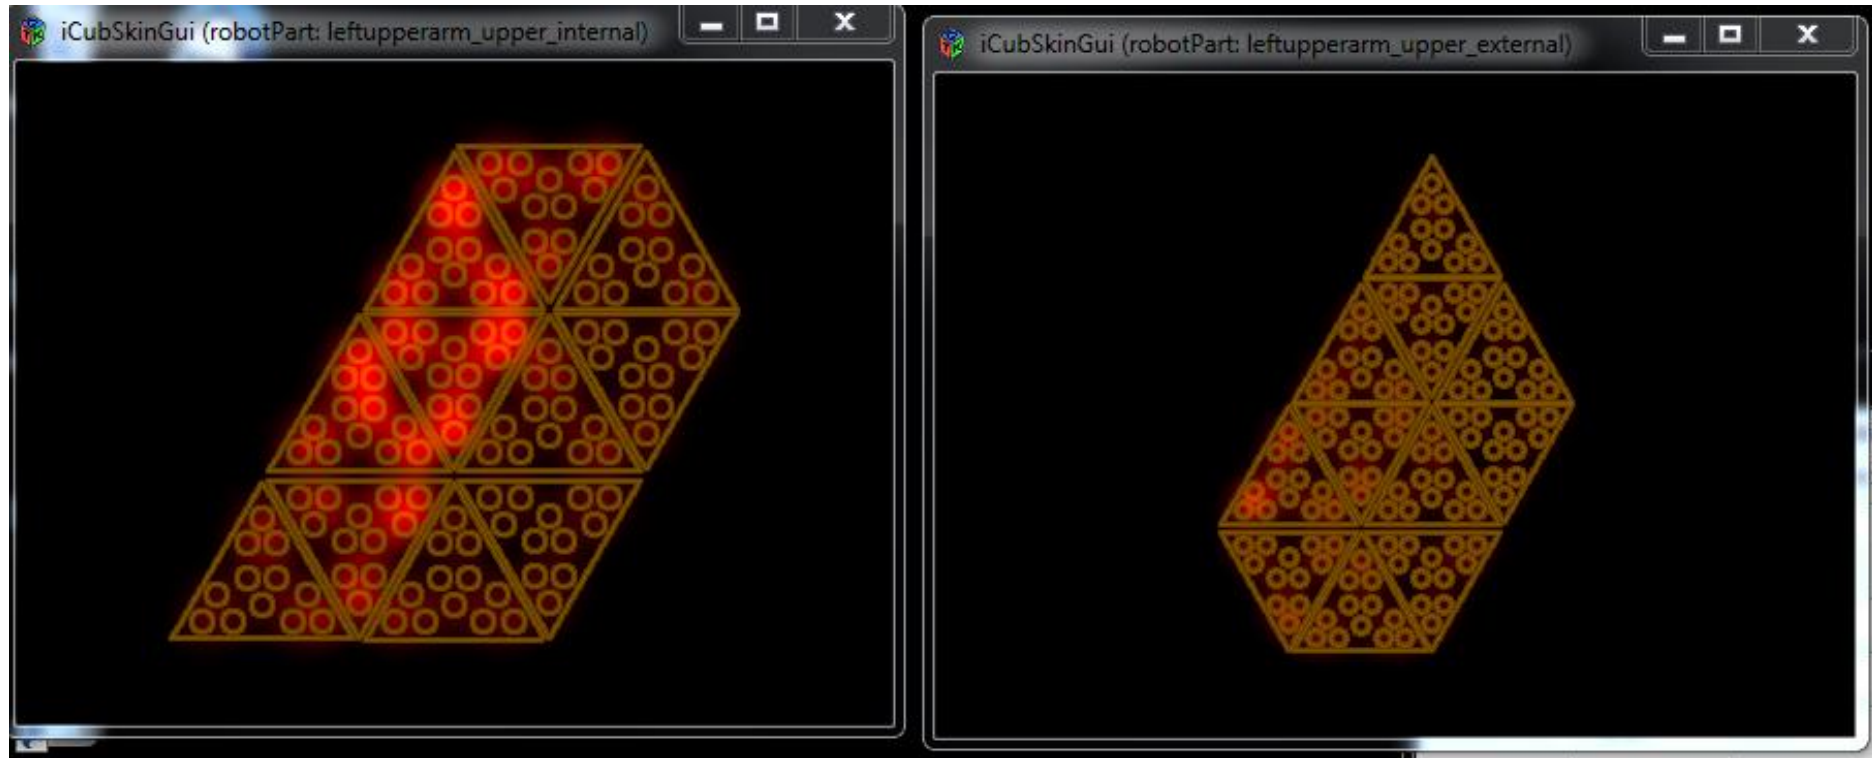 iCubSkinGui (robotPart: leftupperarm_upper_internal)
iCubSkinGui (robotPart: leftupperarm_upper_external)